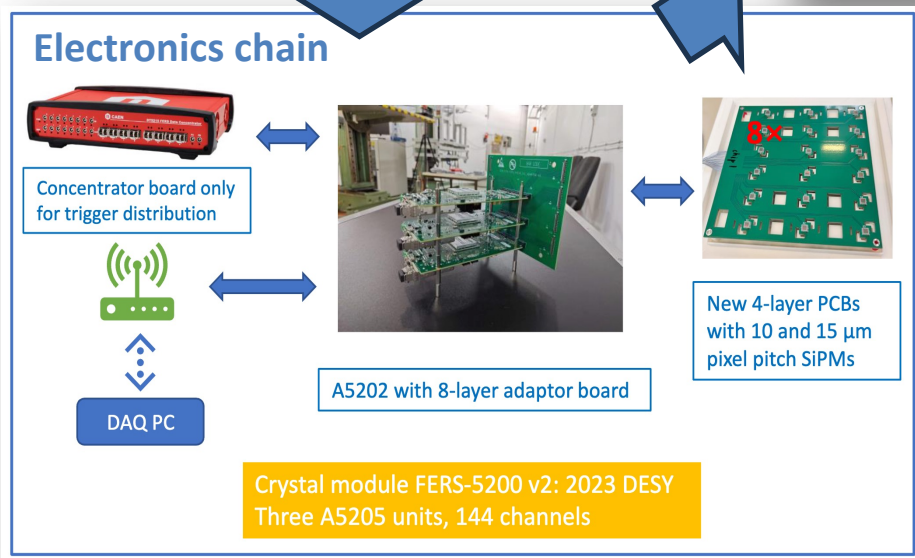 Electronics chain
CAEN
8×
Concentrator board only
for trigger distribution
New 4-layer PCBs
with 10 and 15 μm
pixel pitch SiPMs
A5202 with 8-layer adaptor board
DAQ PC
Crystal module FERS-5200 v2: 2023 DESY
Three A5205 units, 144 channels